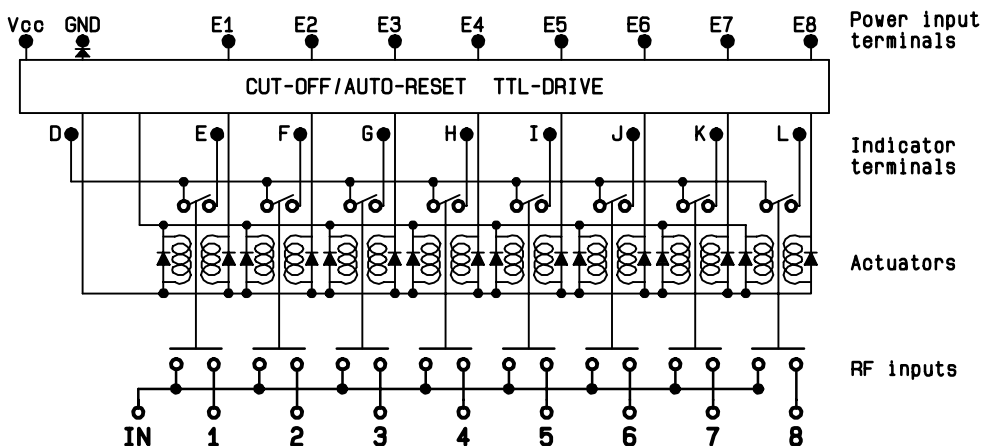 Vcc GND E1 E2 E3 E4 E5 E6 E7 E8
Power input
terminals
CUT-OFF/AUTO-RESET TTL-DRIVE
D E F G H I J K L
Indicator
terminals
Actuators
RF inputs
IN 1 2 3 4 5 6 7 8